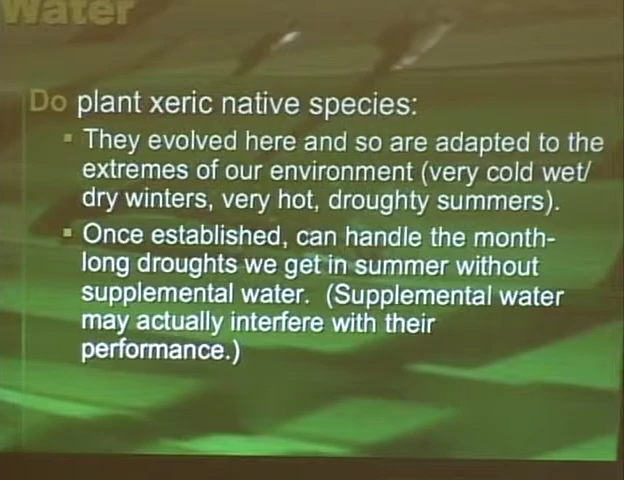 Water
Do plant xeric native species:
They evolved here and so are adapted to the
extremes of our environment (very cold wet/
dry winters, very hot, droughty summers).
Once established, can handle the month-
long droughts we get in summer without
supplemental water. (Supplemental water
may actually interfere with their
performance.)